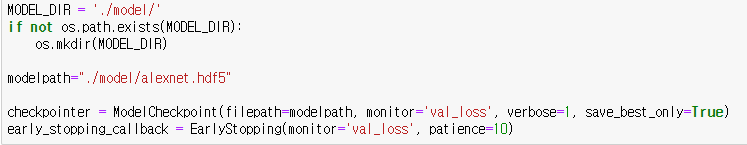 MODEL_DIR = './model/'
if not os.path.exists(MODEL_DIR):
    os.mkdir(MODEL_DIR)

modelpath="./model/alexnet.hdf5"

checkpointer = ModelCheckpoint(filepath=modelpath, monitor='val_loss', verbose=1, save_best_only=True)
early_stopping_callback = EarlyStopping(monitor='val_loss', patience=10)